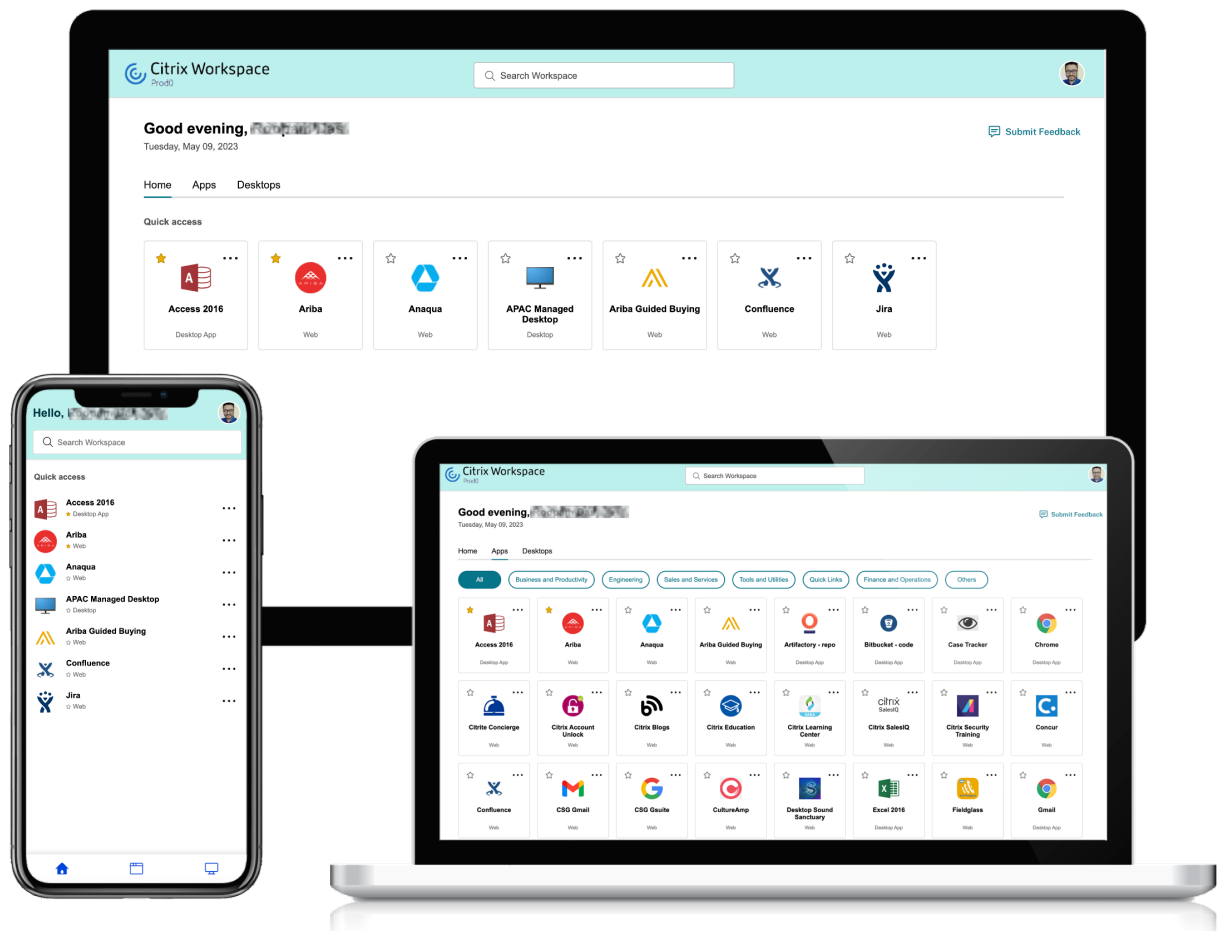 Citrix Workspace
Prod0
Search Workspace
Good evening,
Tuesday, May 09, 2023
Submit Feedback
Home Apps Desktops
Quick access
Access 2016
Desktop App
ARIBA
Ariba
Web
Anaqua
Web
APAC Managed
Desktop
Desktop
Ariba Guided Buying
Web
Confluence
Web
Jira
Web
Hello,
Search Workspace
Quick access
Access 2016
Desktop App
Ariba
Web
Anaqua
Web
APAC Managed Desktop
Desktop
Ariba Guided Buying
Web
Confluence
Web
Jira
Web
Citrix Workspace
Prod0
Search Workspace
Good evening,
Tuesday, May 09, 2023
Submit Feedback
Home Apps Desktops
All Business and Productivity Engineering Sales and Services Tools and Utilities Quick Links Finance and Operations Others
Access 2016
Desktop App
Ariba
Web
Anaqua
Web
Ariba Guided Buying
Web
Artifactory - repo
Desktop App
Bitbucket - code
Desktop App
Case Tracker
Desktop App
Chrome
Desktop App
Citrite Concierge
Web
Citrix Account
Unlock
Web
Citrix Blogs
Web
Citrix Education
Web
Citrix Learning
Center
Web
citrix
SalesIQ
Citrix SalesIQ
Web
Citrix Security
Training
Web
Concur
Web
Confluence
Web
CSG Gmail
Web
CSG Gsuite
Web
CultureAmp
Web
Desktop Sound
Sanctuary
Web
Excel 2016
Desktop App
Fieldglass
Web
Gmail
Desktop App